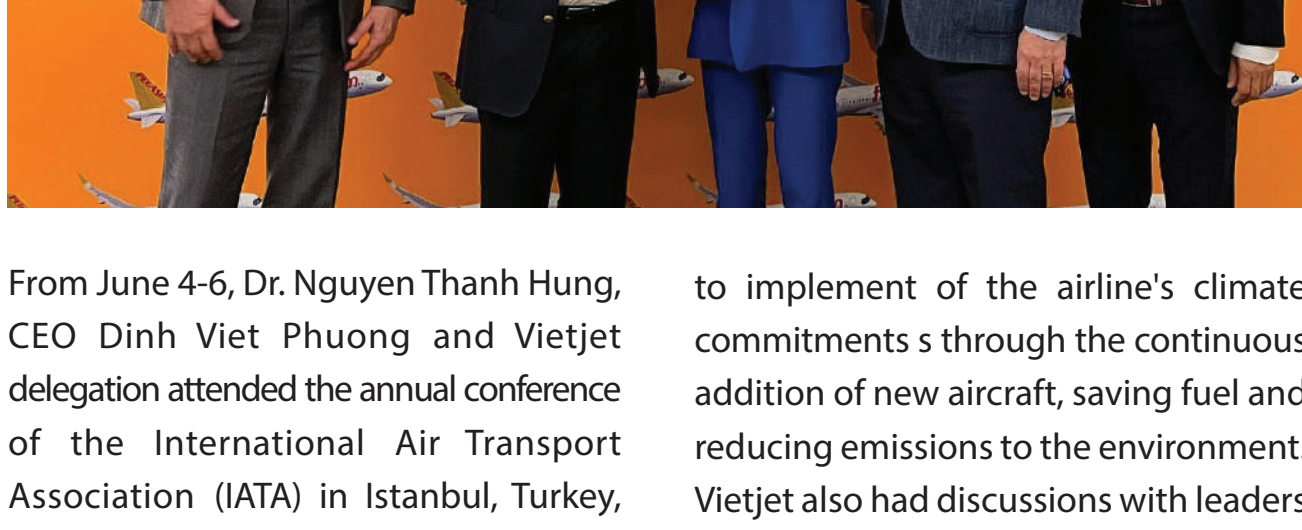 From June 4-6, Dr. Nguyen Thanh Hung,
CEO Dinh Viet Phuong and Vietjet
delegation attended the annual conference
of the International Air Transport
Association (IATA) in Istanbul, Turkey,
to implement of the airline's climate
commitments s through the continuous
addition of new aircraft, saving fuel and
reducing emissions to the environment.
Vietjet also had discussions with leaders